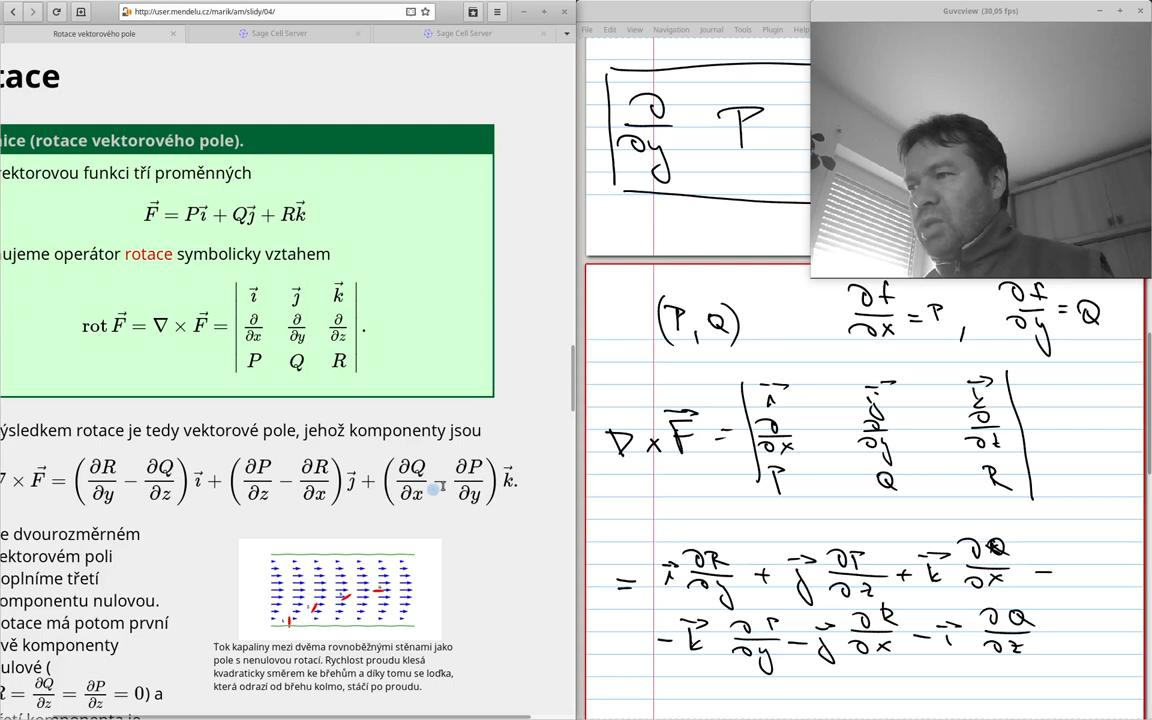 http://user.mendelu.cz/marik/am/slidy/04/
Rotace vektorového pole
Sage Cell Server
Sage Cell Server
tace
nice (rotace vektorového pole).
vektorovou funkci tří proměnných
F⃗ = Pi⃗ + Qj⃗ + Rk⃗
nujeme operátor rotace symbolicky vztahem
rot F⃗ = ∇ × F⃗ = | i⃗ j⃗ k⃗ |
| ∂/∂x ∂/∂y ∂/∂z |
| P Q R | .
ýsledkem rotace je tedy vektorové pole, jehož komponenty jsou
∇ × F⃗ = (∂R/∂y − ∂Q/∂z) i⃗ + (∂P/∂z − ∂R/∂x) j⃗ + (∂Q/∂x − ∂P/∂y) k⃗.
e dvourozměrném
ektorovém poli
oplníme třetí
omponentu nulovou.
otace má potom první
vě komponenty
ulové (
R = ∂Q/∂z = ∂P/∂z = 0) a
řetí komponenta je
Tok kapaliny mezi dvěma rovnoběžnými stěnami jako
pole s nenulovou rotací. Rychlost proudu klesá
kvadraticky směrem ke břehům a díky tomu se loďka,
která odrazí od břehu kolmo, stáčí po proudu.
File Edit View Navigation Journal Tools Plugin Help
Guvcview (30,05 fps)
∂/∂y P
(P, Q) ∂f/∂x = P , ∂f/∂y = Q
∇ × F⃗ = | i⃗ j⃗ k⃗ |
| ∂/∂x ∂/∂y ∂/∂z |
| P Q R |
= i⃗ ∂R/∂y + j⃗ ∂P/∂z + k⃗ ∂Q/∂x −
− k⃗ ∂P/∂y − j⃗ ∂R/∂x − i⃗ ∂Q/∂z